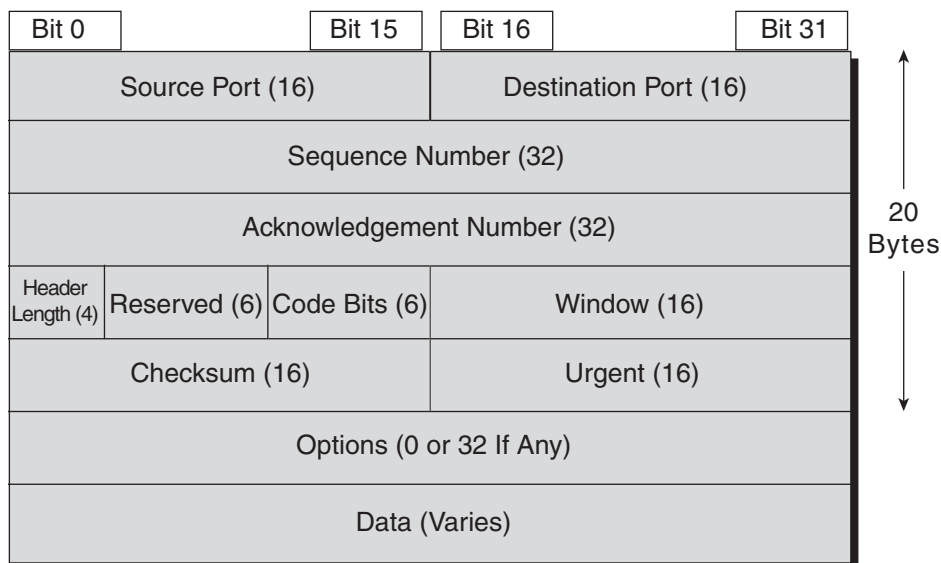 Bit 0 Bit 15 Bit 16 Bit 31
Source Port (16) Destination Port (16)
Sequence Number (32)
Acknowledgement Number (32)
20
Bytes
Header
Length (4) Reserved (6) Code Bits (6) Window (16)
Checksum (16) Urgent (16)
Options (0 or 32 If Any)
Data (Varies)